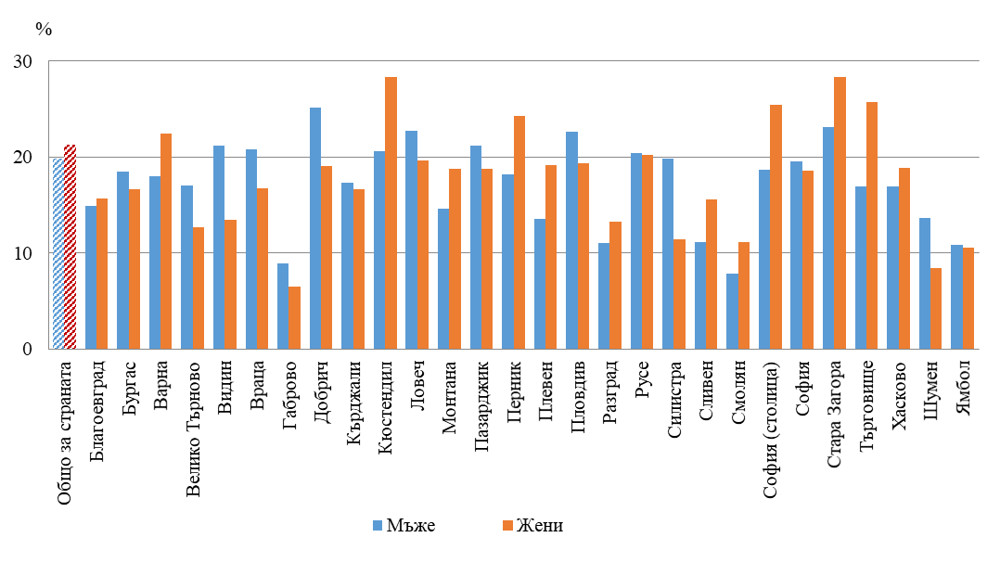 %
30
20
10
0
Общо за страната
Благоевград
Бургас
Варна
Велико Търново
Видин
Враца
Габрово
Добрич
Кърджали
Кюстендил
Ловеч
Монтана
Пазарджик
Перник
Плевен
Пловдив
Разград
Русе
Силистра
Сливен
Смолян
София (столица)
София
Стара Загора
Търговище
Хасково
Шумен
Ямбол
Мъже
Жени